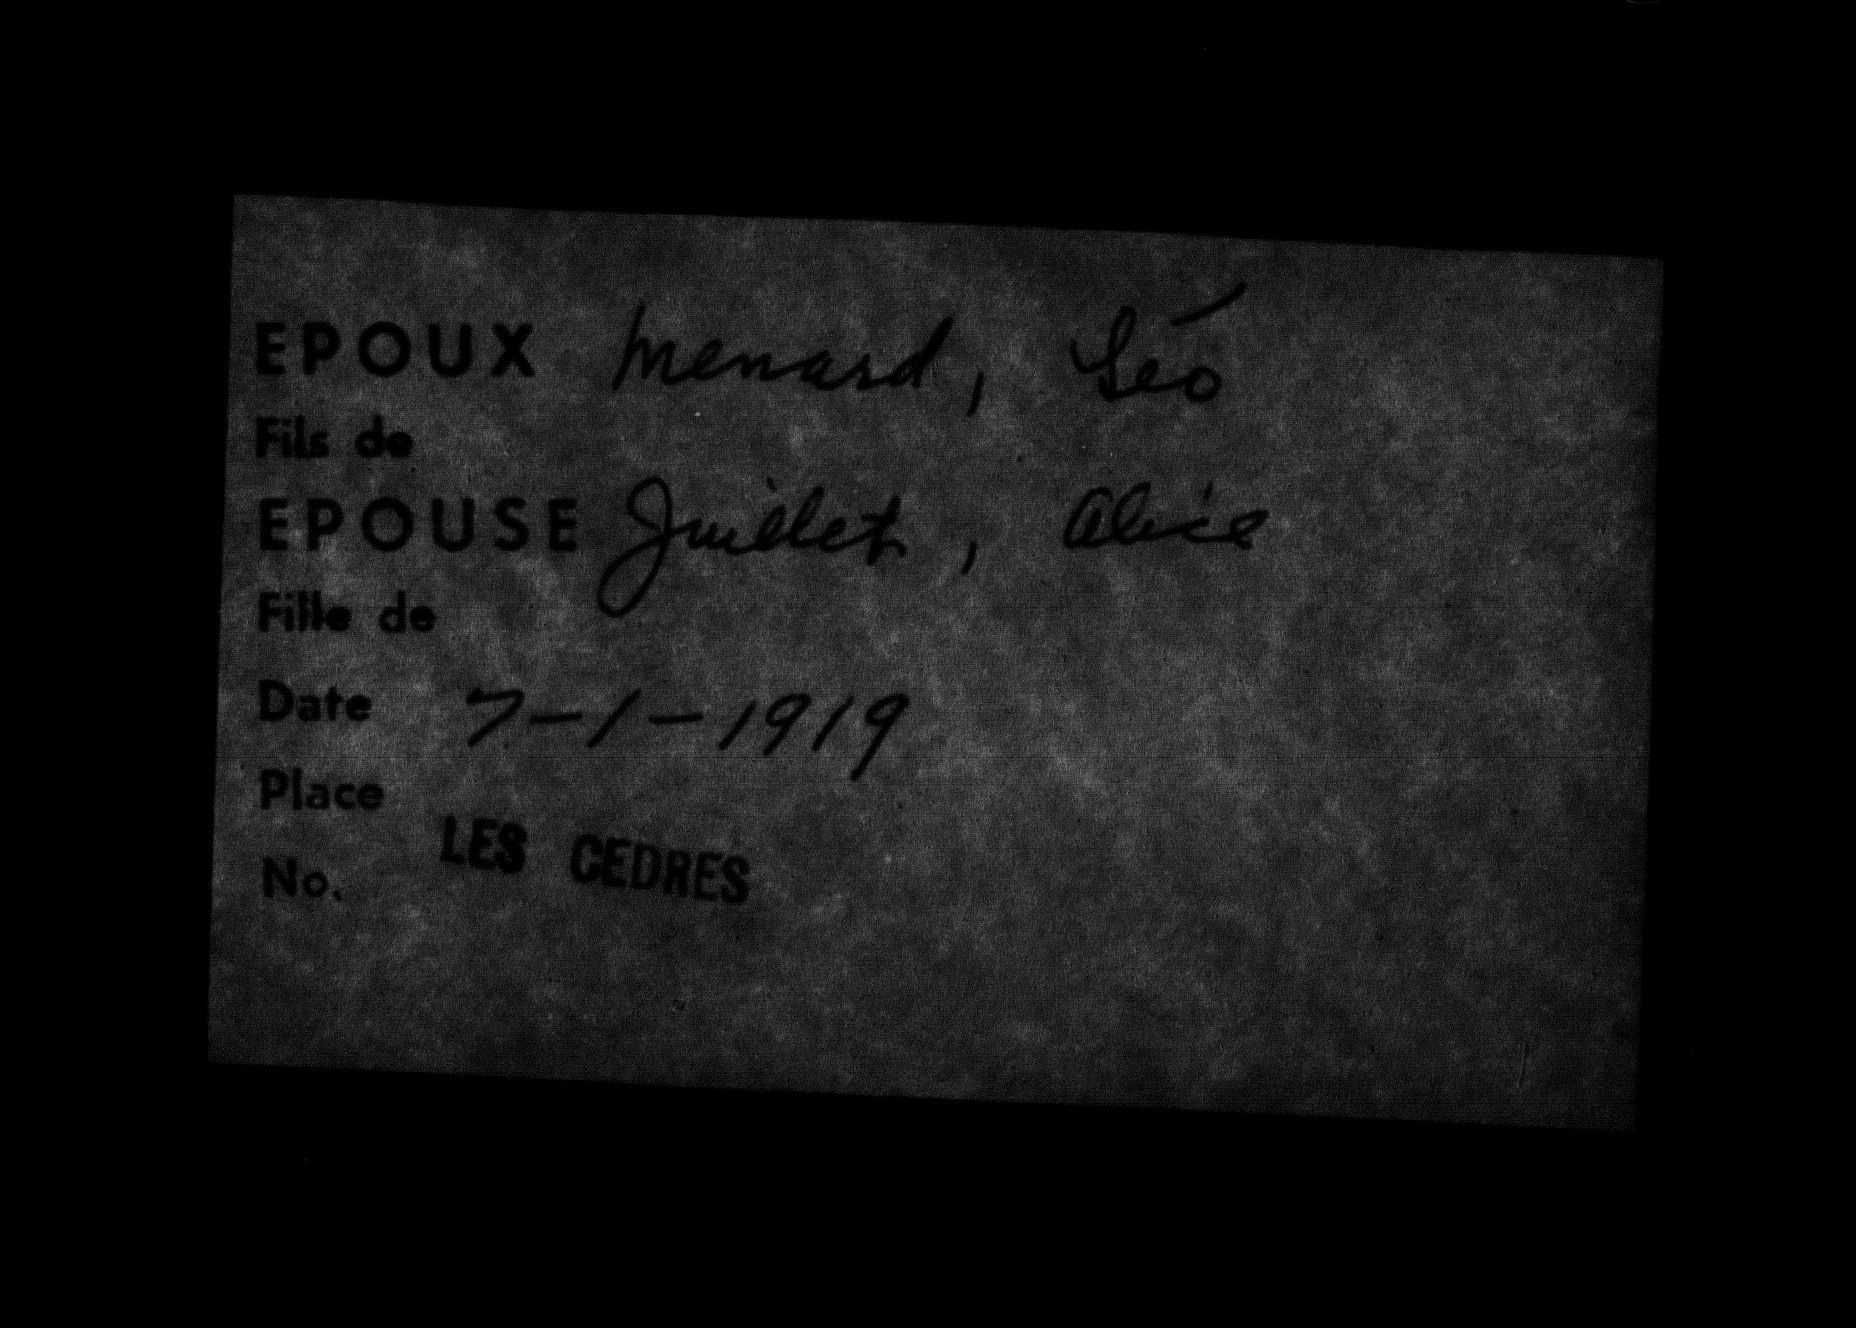 EPOUX Menard, Léo
Fils de
EPOUSE Juillet, Alice
Fille de
Date 7-1-1919
Place
LES CEDRES
No.